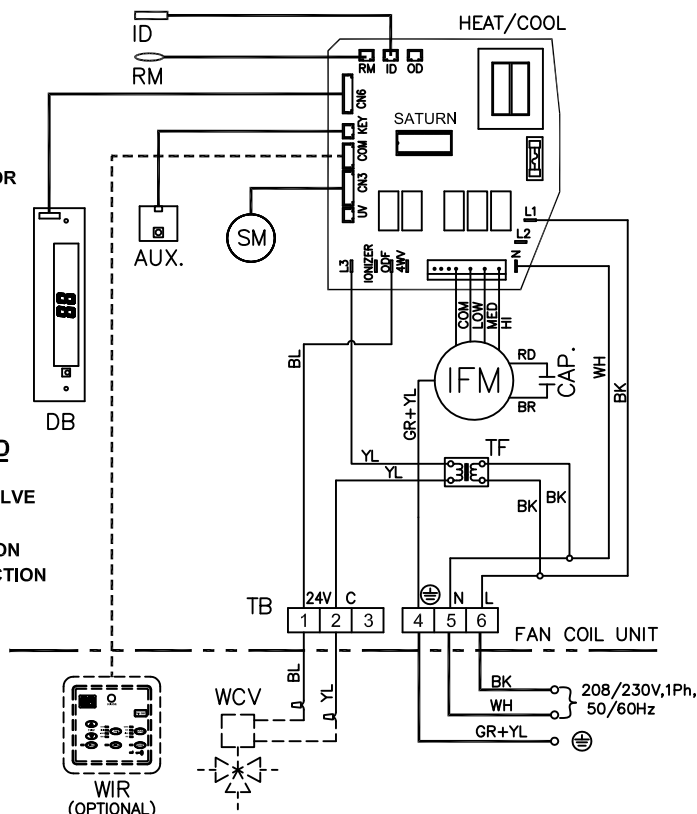 HEAT/COOL
ID
RM
RM ID OD
CN6
KEY
COM
CN3
UV
SATURN
OR
AUX.
SM
88
DB
L1
L2
N
L3
IONIZER
ODF
4WV
COM
LOW
MED
HI
IFM
RD
BR
CAP.
WH
BK
BL
GR+YL
YL
YL
TF
BK
BK
D
LVE
ON
CTION
TB
24V C
1 2 3
N L
4 5 6
FAN COIL UNIT
BL
YL
WCV
BK
WH
GR+YL
208/230V,1Ph,
50/60Hz
WIR
(OPTIONAL)